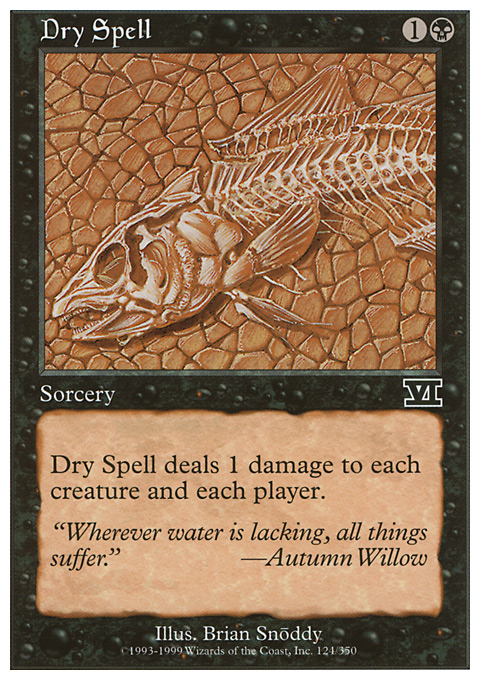 Dry Spell 1
Sorcery VI
Dry Spell deals 1 damage to each
creature and each player.
“Wherever water is lacking, all things
suffer.” —Autumn Willow
Illus. Brian Snōddy
©1993-1999 Wizards of the Coast, Inc. 124/350